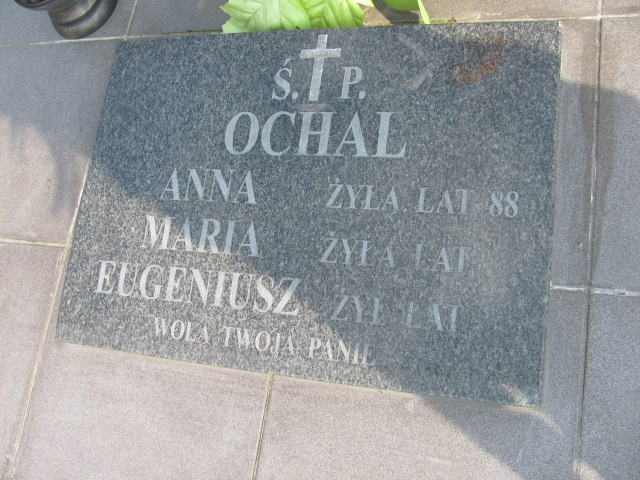 Ś. P.
OCHAL
ANNA ŻYŁA LAT 88
MARIA ŻYŁA LAT
EUGENIUSZ ŻYŁ LAT
WOLA TWOJA PANIE